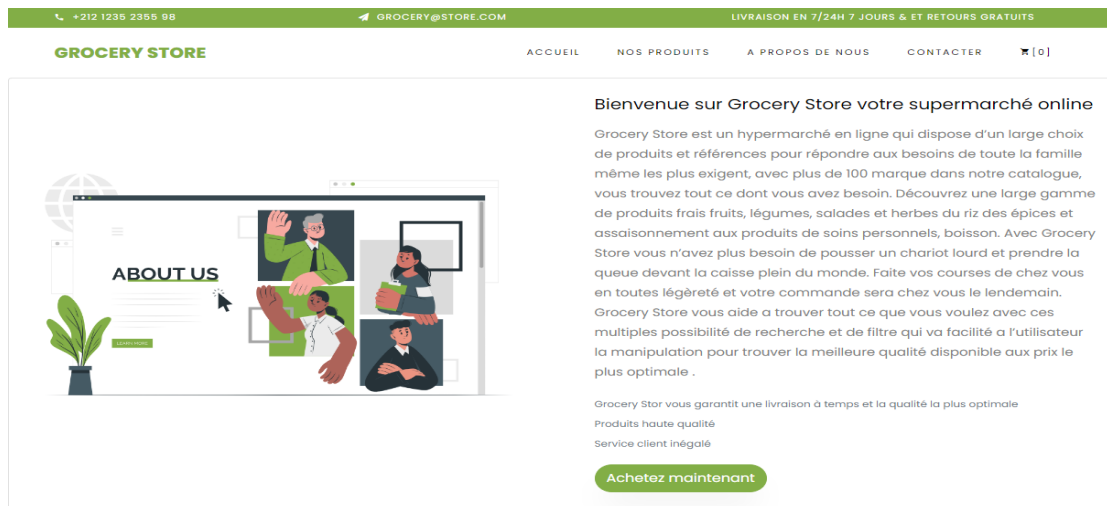 +212 1235 2355 98
GROCERY@STORE.COM
LIVRAISON EN 7/24H 7 JOURS & ET RETOURS GRATUITS
GROCERY STORE
ACCUEIL
NOS PRODUITS
A PROPOS DE NOUS
CONTACTER
[0]
ABOUT US
LEARN MORE
Bienvenue sur Grocery Store votre supermarché online
Grocery Store est un hypermarché en ligne qui dispose d'un large choix
de produits et références pour répondre aux besoins de toute la famille
même les plus exigent, avec plus de 100 marque dans notre catalogue,
vous trouvez tout ce dont vous avez besoin. Découvrez une large gamme
de produits frais fruits, légumes, salades et herbes du riz des épices et
assaisonnement aux produits de soins personnels, boisson. Avec Grocery
Store vous n'avez plus besoin de pousser un chariot lourd et prendre la
queue devant la caisse plein du monde. Faite vos courses de chez vous
en toutes légèreté et votre commande sera chez vous le lendemain.
Grocery Store vous aide a trouver tout ce que vous voulez avec ces
multiples possibilité de recherche et de filtre qui va facilité a l'utilisateur
la manipulation pour trouver la meilleure qualité disponible aux prix le
plus optimale .
Grocery Stor vous garantit une livraison à temps et la qualité la plus optimale
Produits haute qualité
Service client inégalé
Achetez maintenant